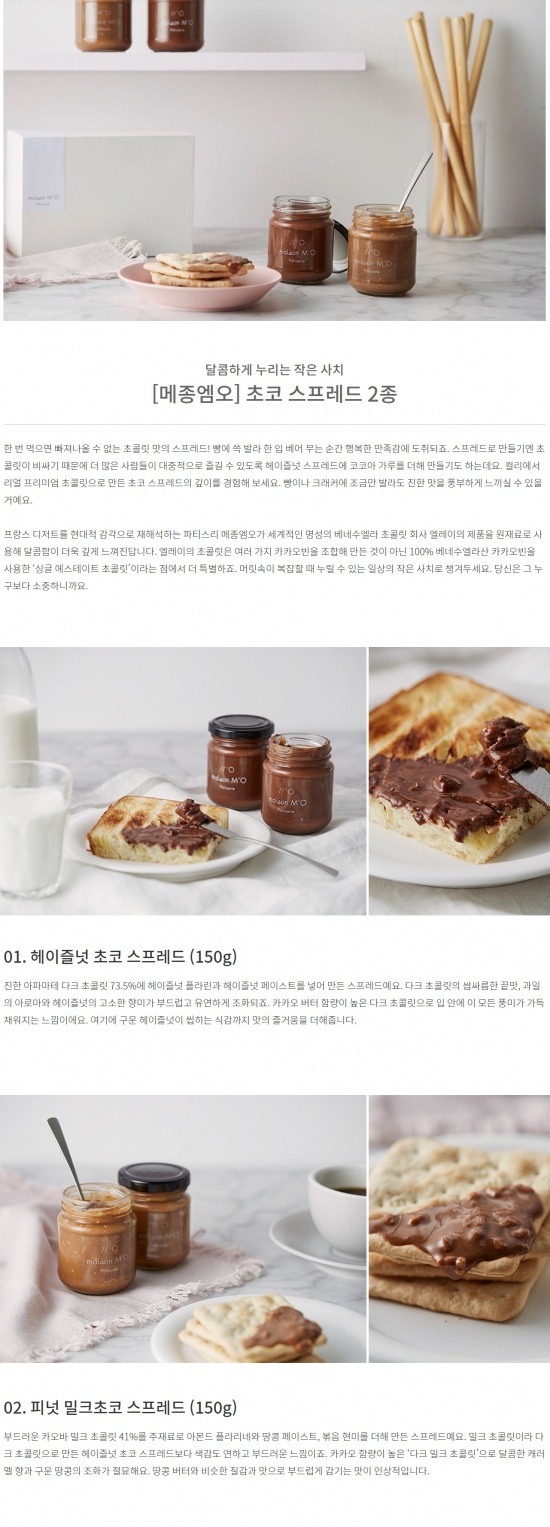 maison M'O
maison M'O
maison M'O
Pâtisserie
maison M'O
Pâtisserie
maison M'O
Pâtisserie
달콤하게 누리는 작은 사치
[메종엠오] 초코 스프레드 2종
한 번 먹으면 빠져나올 수 없는 초콜릿 맛의 스프레드! 빵에 쓱 발라 한 입 베어 무는 순간 행복한 만족감에 도취되죠. 스프레드로 만들기엔 초
콜릿이 비싸기 때문에 더 많은 사람들이 대중적으로 즐길 수 있도록 헤이즐넛 스프레드에 코코아 가루를 더해 만들기도 하는데요. 컬리에서
리얼 프리미엄 초콜릿으로 만든 초코 스프레드의 깊이를 경험해 보세요. 빵이나 크래커에 조금만 발라도 진한 맛을 풍부하게 느끼실 수 있을
거예요.
프랑스 디저트를 현대적 감각으로 재해석하는 파티스리 메종엠오가 세계적인 명성의 베네수엘라 초콜릿 회사 엘레이의 제품을 원재료로 사
용해 달콤함이 더욱 깊게 느껴진답니다. 엘레이의 초콜릿은 여러 가지 카카오빈을 조합해 만든 것이 아닌 100% 베네수엘라산 카카오빈을
사용한 '싱글 에스테이트 초콜릿'이라는 점에서 더 특별하죠. 머릿속이 복잡할 때 누릴 수 있는 일상의 작은 사치로 챙겨두세요. 당신은 그 누
구보다 소중하니까요.
maison M'O
Pâtisserie
maison M'O
Pâtisserie
01. 헤이즐넛 초코 스프레드 (150g)
진한 아파마테 다크 초콜릿 73.5%에 헤이즐넛 플라린과 헤이즐넛 페이스트를 넣어 만든 스프레드예요. 다크 초콜릿의 쌉싸름한 끝맛, 과일
의 아로마와 헤이즐넛의 고소한 향미가 부드럽고 유연하게 조화되죠. 카카오 버터 함량이 높은 다크 초콜릿으로 입 안에 이 모든 풍미가 가득
채워지는 느낌이에요. 여기에 구운 헤이즐넛이 씹히는 식감까지 맛의 즐거움을 더해줍니다.
maison M'O
Pâtisserie
02. 피넛 밀크초코 스프레드 (150g)
부드러운 카오바 밀크 초콜릿 41%를 주재료로 아몬드 플라리네와 땅콩 페이스트, 볶음 현미를 더해 만든 스프레드예요. 밀크 초콜릿이라 다
크 초콜릿으로 만든 헤이즐넛 초코 스프레드보다 색감도 연하고 부드러운 느낌이죠. 카카오 함량이 높은 '다크 밀크 초콜릿'으로 달콤한 캐러
멜 향과 구운 땅콩의 조화가 절묘해요. 땅콩 버터와 비슷한 질감과 맛으로 부드럽게 감기는 맛이 인상적입니다.